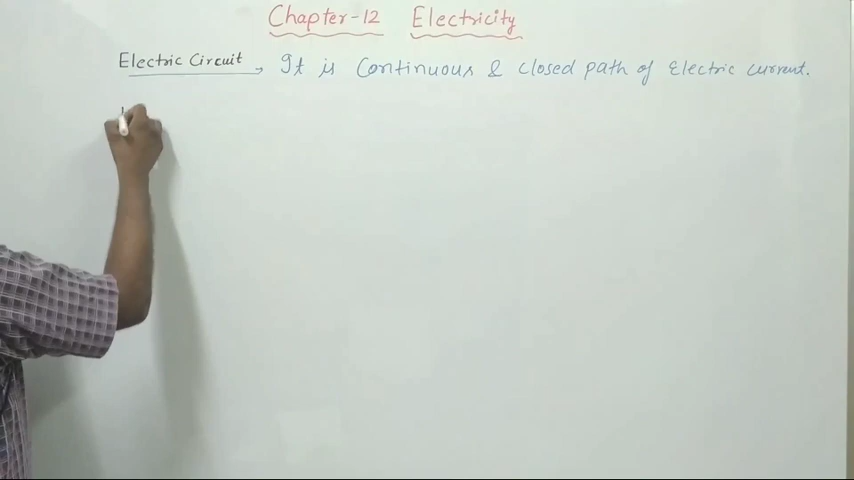 Chapter-12 Electricity
Electric Circuit → It is Continuous & closed path of Electric current.